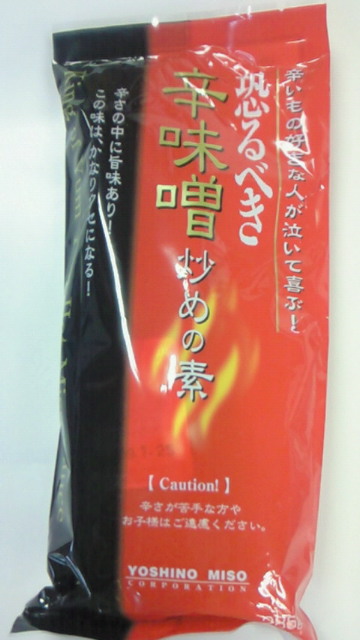 辛いもの好きな人が泣いて喜ぶ!
恐るべき
辛味噌
炒めの素
辛さの中に旨味あり!
この味は、かなりクセになる!
【 Caution! 】
辛さが苦手な方や
お子様はご遠慮ください。
YOSHINO MISO
CORPORATION